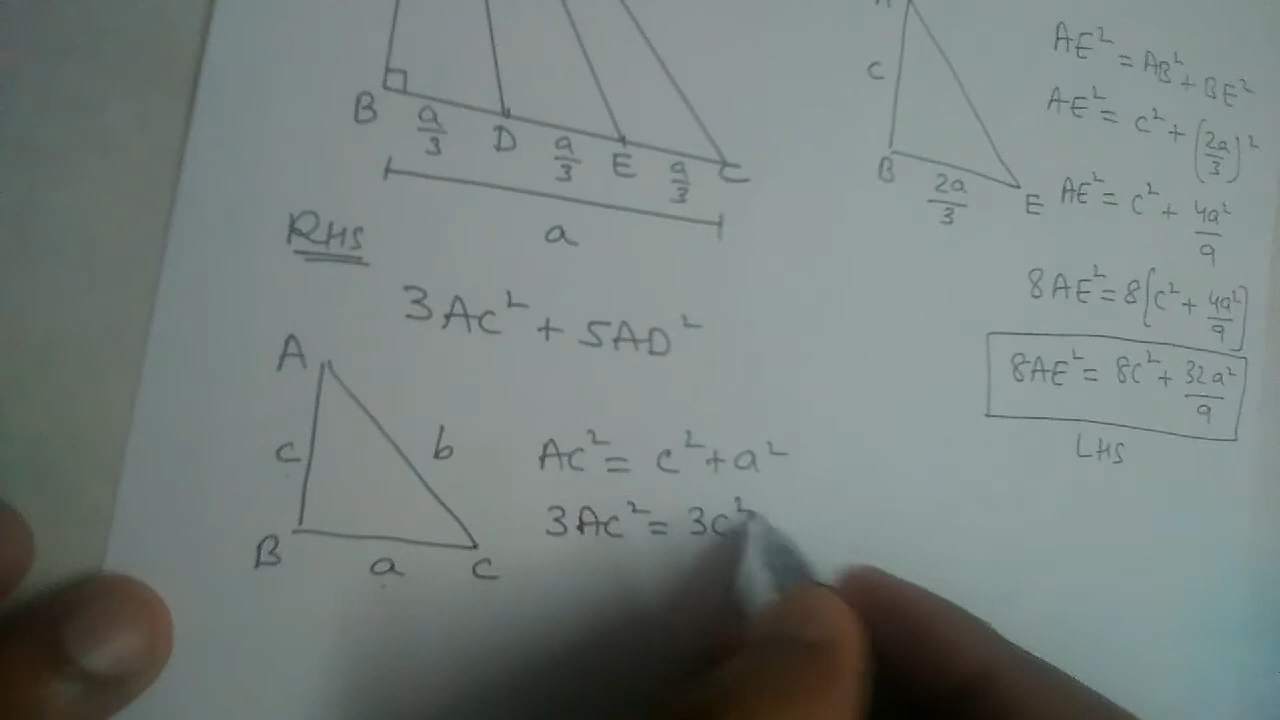 B a/3 D a/3 E a/3 C
a
RHS
3AC² + 5AD²
A
c b
B a C
AC² = c² + a²
3AC² = 3c²
A
c
B 2a/3 E
AE² = AB² + BE²
AE² = c² + (2a/3)²
AE² = c² + 4a²/9
8AE² = 8[c² + 4a²/9]
8AE² = 8c² + 32a²/9
LHS